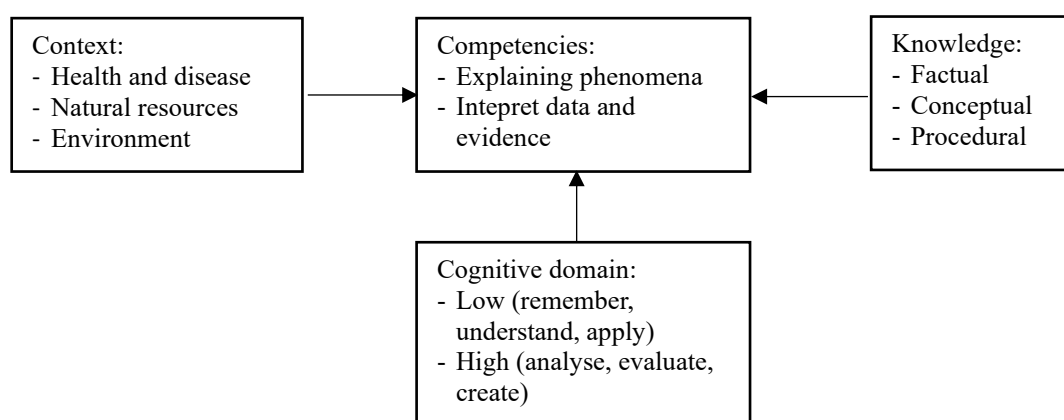 Context:
- Health and disease
- Natural resources
- Environment
Competencies:
- Explaining phenomena
- Intepret data and
evidence
Knowledge:
- Factual
- Conceptual
- Procedural
Cognitive domain:
- Low (remember,
understand, apply)
- High (analyse, evaluate,
create)